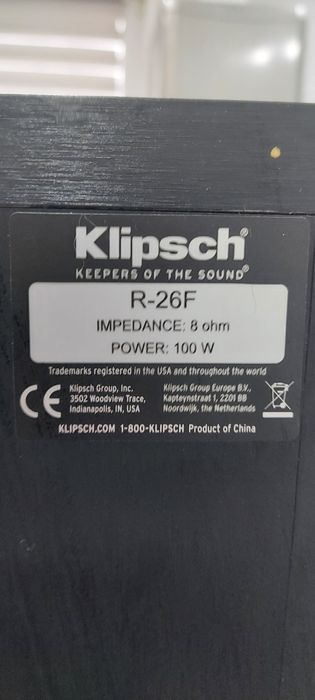 Klipsch®
KEEPERS OF THE SOUND®
R-26F
IMPEDANCE: 8 ohm
POWER: 100 W
Trademarks registered in the USA and throughout the world
CE
Klipsch Group, Inc.
3502 Woodview Trace,
Indianapolis, IN, USA
Klipsch Group Europe B.V.,
Kapteynstraat 1, 2201 BB
Noordwijk, the Netherlands
KLIPSCH.COM 1-800-KLIPSCH Product of China